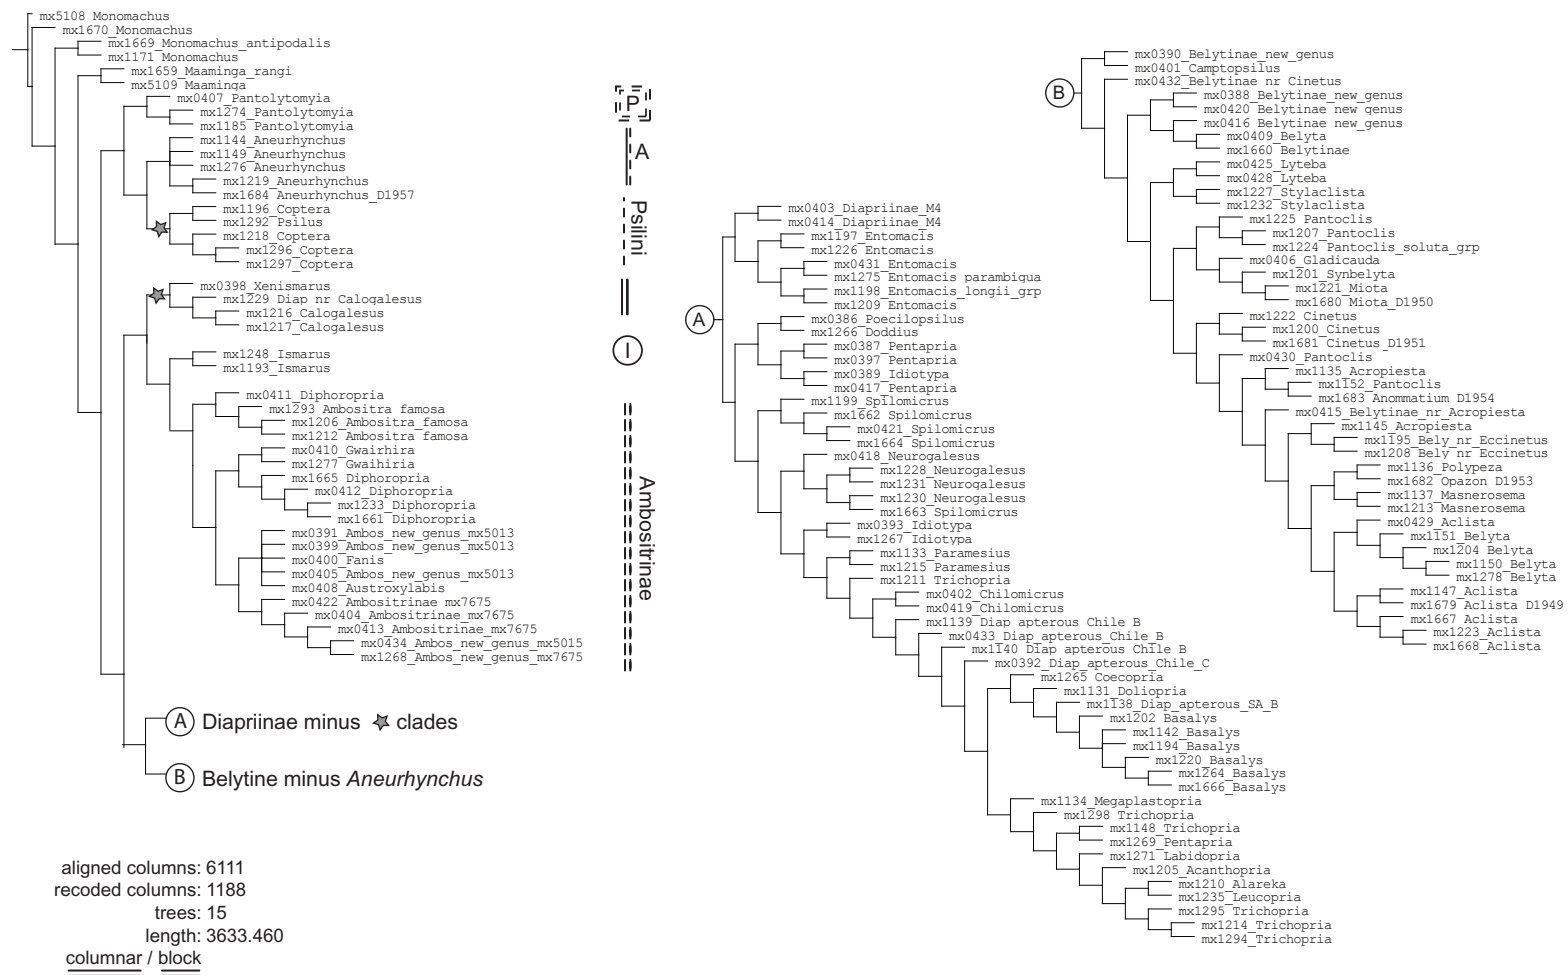 mx5108_Monomachus
mx1670_Monomachus
mx1669_Monomachus_antipodalis
mx1171_Monomachus
mx1659_Maaminga_rangi
mx5109_Maaminga
mx0407_Pantolytomyia
mx1274_Pantolytomyia
mx1185_Pantolytomyia
mx1144_Aneurhynchus
mx1149_Aneurhynchus
mx1276_Aneurhynchus
mx1219_Aneurhynchus
mx1684_Aneurhynchus_D1957
mx1196_Coptera
mx1292_Psilus
mx1218_Coptera
mx1296_Coptera
mx1297_Coptera
mx0398_Xenismarus
mx1229_Diap_nr_Calogalesus
mx1216_Calogalesus
mx1217_Calogalesus
mx1248_Ismarus
mx1193_Ismarus
mx0411_Diphoropria
mx1293_Ambositra_famosa
mx1206_Ambositra_famosa
mx1212_Ambositra_famosa
mx0410_Gwairhira
mx1277_Gwaihiria
mx1665_Diphoropria
mx0412_Diphoropria
mx1233_Diphoropria
mx1661_Diphoropria
mx0391_Ambos_new_genus_mx5013
mx0399_Ambos_new_genus_mx5013
mx0400_Fanis
mx0405_Ambos_new_genus_mx5013
mx0408_Austroxylabis
mx0422_Ambositrinae_mx7675
mx0404_Ambositrinae_mx7675
mx0413_Ambositrinae_mx7675
mx0434_Ambos_new_genus_mx5015
mx1268_Ambos_new_genus_mx7675
A Diapriinae minus clades
B Belytine minus Aneurhynchus
aligned columns: 6111
recoded columns: 1188
trees: 15
length: 3633.460
columnar / block
P
A
Psilini
I
Ambositrinae
A
mx0403_Diapriinae_M4
mx0414_Diapriinae_M4
mx1197_Entomacis
mx1226_Entomacis
mx0431_Entomacis
mx1275_Entomacis_parambigua
mx1198_Entomacis_longii_grp
mx1209_Entomacis
mx0386_Poecilopsilus
mx1266_Doddius
mx0387_Pentapria
mx0397_Pentapria
mx0389_Idiotypa
mx0417_Pentapria
mx1199_Spilomicrus
mx1662_Spilomicrus
mx0421_Spilomicrus
mx1664_Spilomicrus
mx0418_Neurogalesus
mx1228_Neurogalesus
mx1231_Neurogalesus
mx1230_Neurogalesus
mx1663_Spilomicrus
mx0393_Idiotypa
mx1267_Idiotypa
mx1133_Paramesius
mx1215_Paramesius
mx1211_Trichopria
mx0402_Chilomicrus
mx0419_Chilomicrus
mx1139_Diap_apterous_Chile_B
mx0433_Diap_apterous_Chile_B
mx1140_Diap_apterous_Chile_B
mx0392_Diap_apterous_Chile_C
mx1265_Coecopria
mx1131_Doliopria
mx1138_Diap_apterous_SA_B
mx1202_Basalys
mx1142_Basalys
mx1194_Basalys
mx1220_Basalys
mx1264_Basalys
mx1666_Basalys
mx1134_Megaplastopria
mx1298_Trichopria
mx1148_Trichopria
mx1269_Pentapria
mx1271_Labidopria
mx1205_Acanthopria
mx1210_Alareka
mx1235_Leucopria
mx1295_Trichopria
mx1214_Trichopria
mx1294_Trichopria
B
mx0390_Belytinae_new_genus
mx0401_Camptopsilus
mx0432_Belytinae_nr_Cinetus
mx0388_Belytinae_new_genus
mx0420_Belytinae_new_genus
mx0416_Belytinae_new_genus
mx0409_Belyta
mx1660_Belytinae
mx0425_Lyteba
mx0428_Lyteba
mx1227_Stylaclista
mx1232_Stylaclista
mx1225_Pantoclis
mx1207_Pantoclis
mx1224_Pantoclis_soluta_grp
mx0406_Gladicauda
mx1201_Synbelyta
mx1221_Miota
mx1680_Miota_D1950
mx1222_Cinetus
mx1200_Cinetus
mx1681_Cinetus_D1951
mx0430_Pantoclis
mx1135_Acropiesta
mx1152_Pantoclis
mx1683_Anommatium_D1954
mx0415_Belytinae_nr_Acropiesta
mx1145_Acropiesta
mx1195_Bely_nr_Eccinetus
mx1208_Bely_nr_Eccinetus
mx1136_Polypeza
mx1682_Opazon_D1953
mx1137_Masnerosema
mx1213_Masnerosema
mx0429_Aclista
mx1151_Belyta
mx1204_Belyta
mx1150_Belyta
mx1278_Belyta
mx1147_Aclista
mx1679_Aclista_D1949
mx1667_Aclista
mx1223_Aclista
mx1668_Aclista